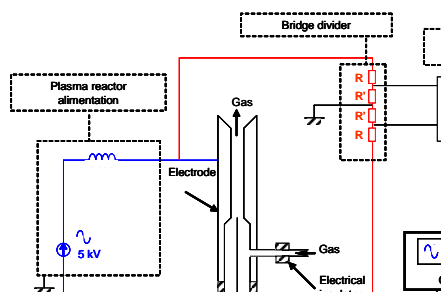 Bridge divider
Plasma reactor
alimentation
R
R'
R'
R
Gas
Electrode
5 kV
Gas
Electrical